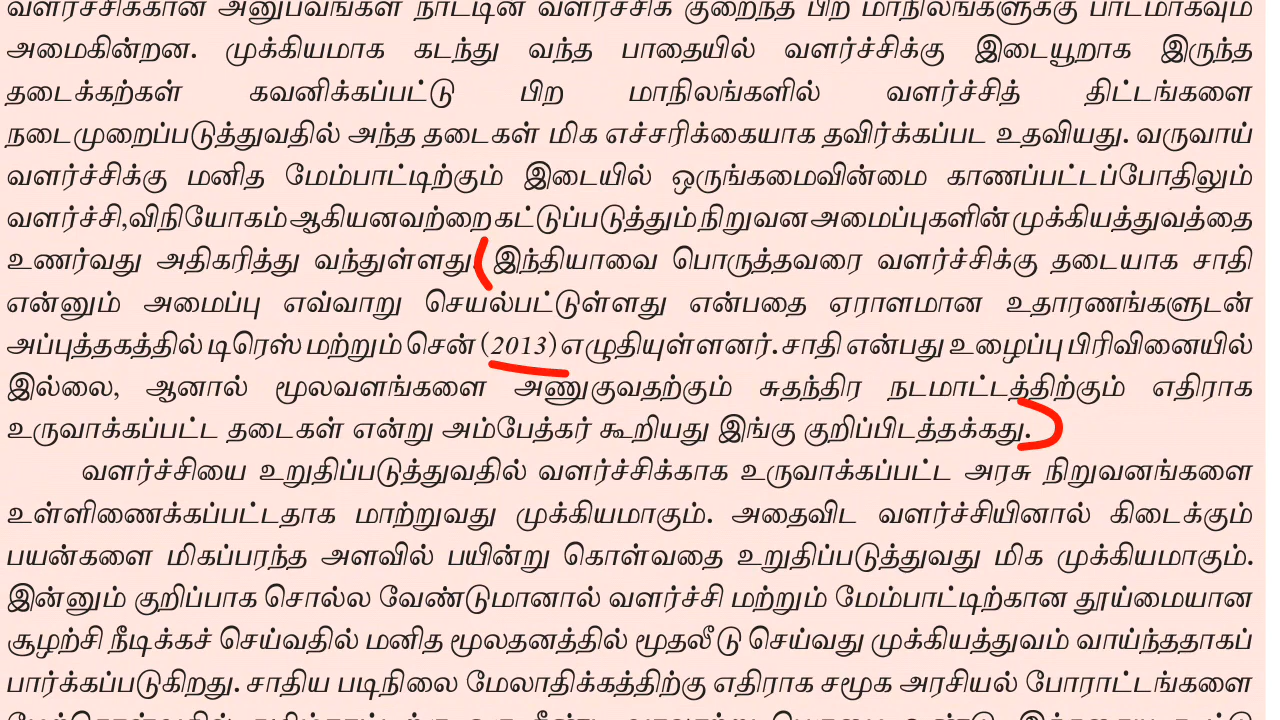 வளர்ச்சிக்கான அனுபவங்கள் நாட்டின் வளர்ச்சிக் குறைந்த பிற மாநிலங்களுக்கு பாடமாகவும்
அமைகின்றன. முக்கியமாக கடந்து வந்த பாதையில் வளர்ச்சிக்கு இடையூறாக இருந்த
தடைக்கற்கள் கவனிக்கப்பட்டு பிற மாநிலங்களில் வளர்ச்சித் திட்டங்களை
நடைமுறைப்படுத்துவதில் அந்த தடைகள் மிக எச்சரிக்கையாக தவிர்க்கப்பட உதவியது. வருவாய்
வளர்ச்சிக்கு மனித மேம்பாட்டிற்கும் இடையில் ஒருங்கமைவின்மை காணப்பட்டப்போதிலும்
வளர்ச்சி,வினியோகம்ஆகியனவற்றைகட்டுப்படுத்தும்நிறுவனஅமைப்புகளின்முக்கியத்துவத்தை
உணர்வது அதிகரித்து வந்துள்ளது. இந்தியாவை பொருத்தவரை வளர்ச்சிக்கு தடையாக சாதி
என்னும் அமைப்பு எவ்வாறு செயல்பட்டுள்ளது என்பதை ஏராளமான உதாரணங்களுடன்
அப்புத்தகத்தில் டிரெஸ் மற்றும் சென் (2013) எழுதியுள்ளனர். சாதி என்பது உழைப்பு பிரிவினையில்
இல்லை, ஆனால் மூலவளங்களை அணுகுவதற்கும் சுதந்திர நடமாட்டத்திற்கும் எதிராக
உருவாக்கப்பட்ட தடைகள் என்று அம்பேத்கர் கூறியது இங்கு குறிப்பிடத்தக்கது.
வளர்ச்சியை உறுதிப்படுத்துவதில் வளர்ச்சிக்காக உருவாக்கப்பட்ட அரசு நிறுவனங்களை
உள்ளிணைக்கப்பட்டதாக மாற்றுவது முக்கியமாகும். அதைவிட வளர்ச்சியினால் கிடைக்கும்
பயன்களை மிகப்பரந்த அளவில் பயின்று கொள்வதை உறுதிப்படுத்துவது மிக முக்கியமாகும்.
இன்னும் குறிப்பாக சொல்ல வேண்டுமானால் வளர்ச்சி மற்றும் மேம்பாட்டிற்கான தூய்மையான
சூழற்சி நீடிக்கச் செய்வதில் மனித மூலதனத்தில் மூதலீடு செய்வது முக்கியத்துவம் வாய்ந்ததாகப்
பார்க்கப்படுகிறது. சாதிய படிநிலை மேலாதிக்கத்திற்கு எதிராக சமூக அரசியல் போராட்டங்களை